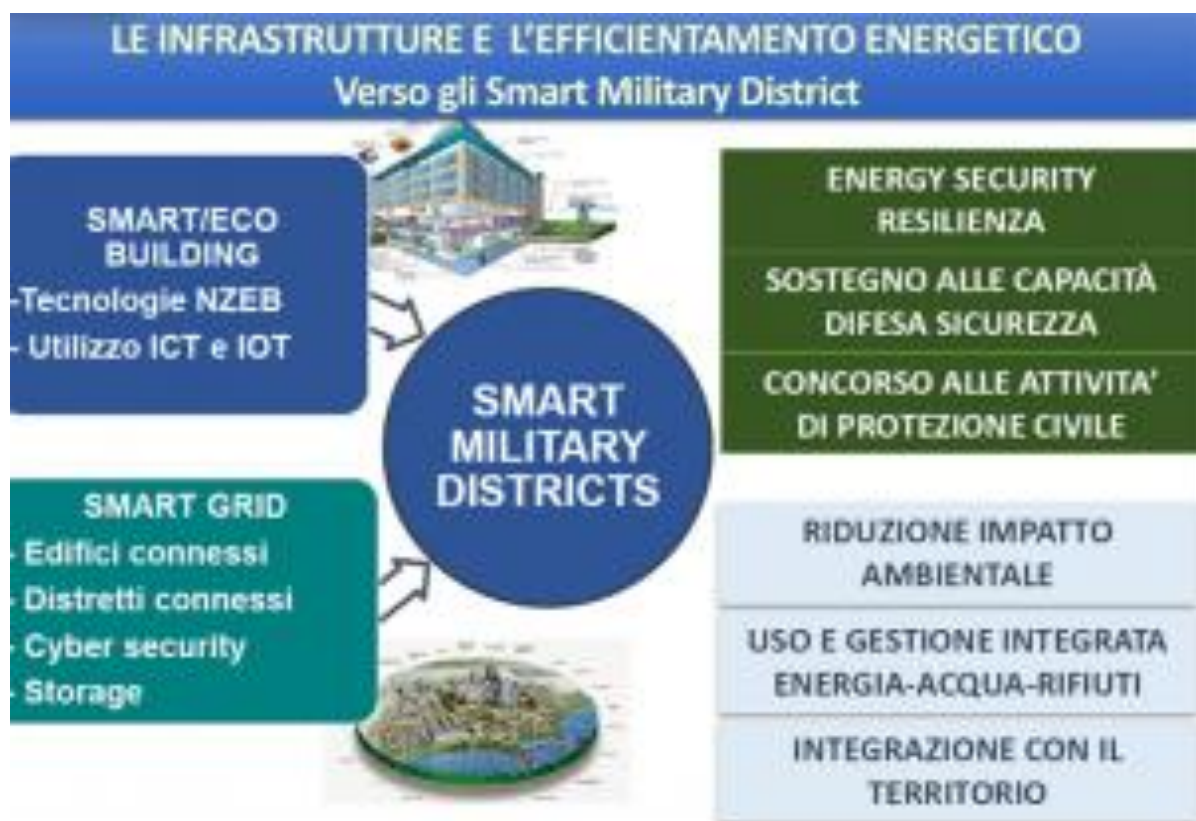 LE INFRASTRUTTURE E L'EFFICIENTAMENTO ENERGETICO
Verso gli Smart Military District
SMART/ECO
BUILDING
-Tecnologie NZEB
- Utilizzo ICT e IOT
SMART GRID
- Edifici connessi
- Distretti connessi
- Cyber security
- Storage
SMART
MILITARY
DISTRICTS
ENERGY SECURITY
RESILIENZA
SOSTEGNO ALLE CAPACITÀ
DIFESA SICUREZZA
CONCORSO ALLE ATTIVITA'
DI PROTEZIONE CIVILE
RIDUZIONE IMPATTO
AMBIENTALE
USO E GESTIONE INTEGRATA
ENERGIA-ACQUA-RIFIUTI
INTEGRAZIONE CON IL
TERRITORIO